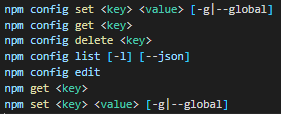 npm config set <key> <value> [-g|--global]
npm config get <key>
npm config delete <key>
npm config list [-l] [--json]
npm config edit
npm get <key>
npm set <key> <value> [-g|--global]